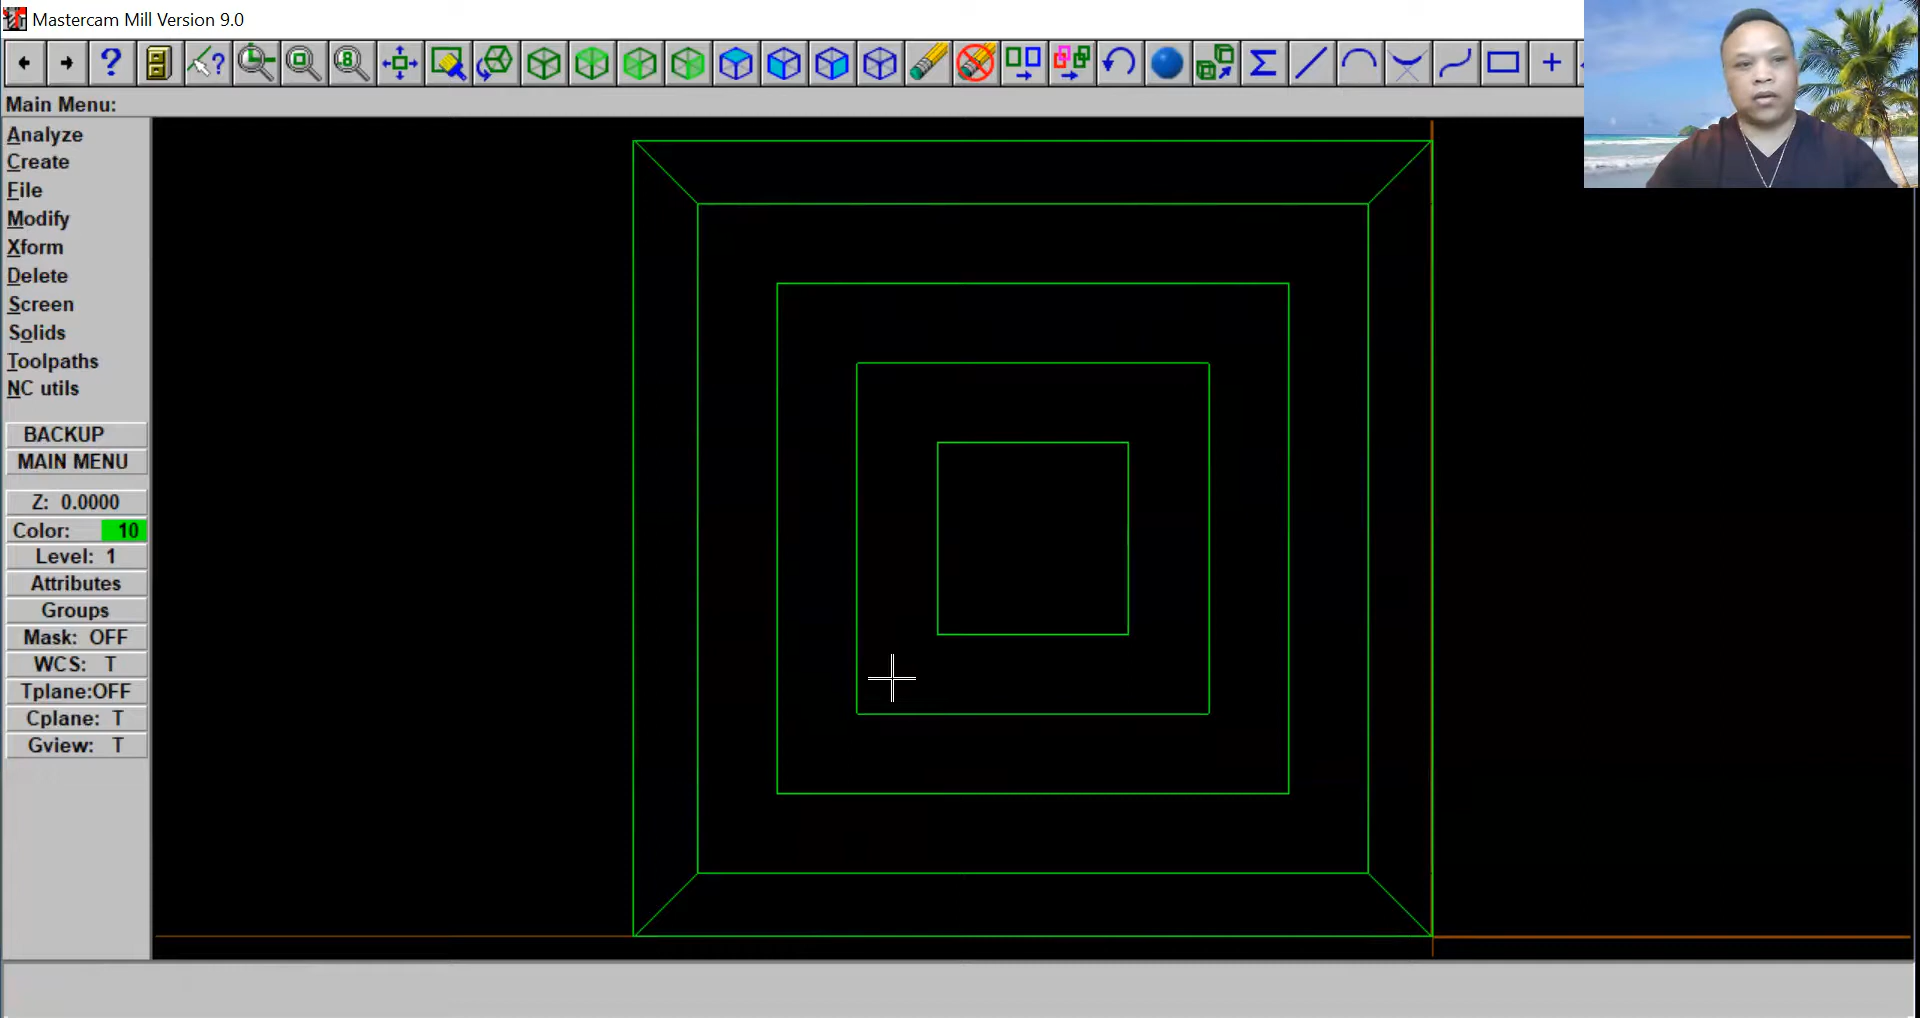 Mastercam Mill Version 9.0
Main Menu:
Analyze
Create
File
Modify
Xform
Delete
Screen
Solids
Toolpaths
NC utils
BACKUP
MAIN MENU
Z: 0.0000
Color: 10
Level: 1
Attributes
Groups
Mask: OFF
WCS: T
Tplane:OFF
Cplane: T
Gview: T